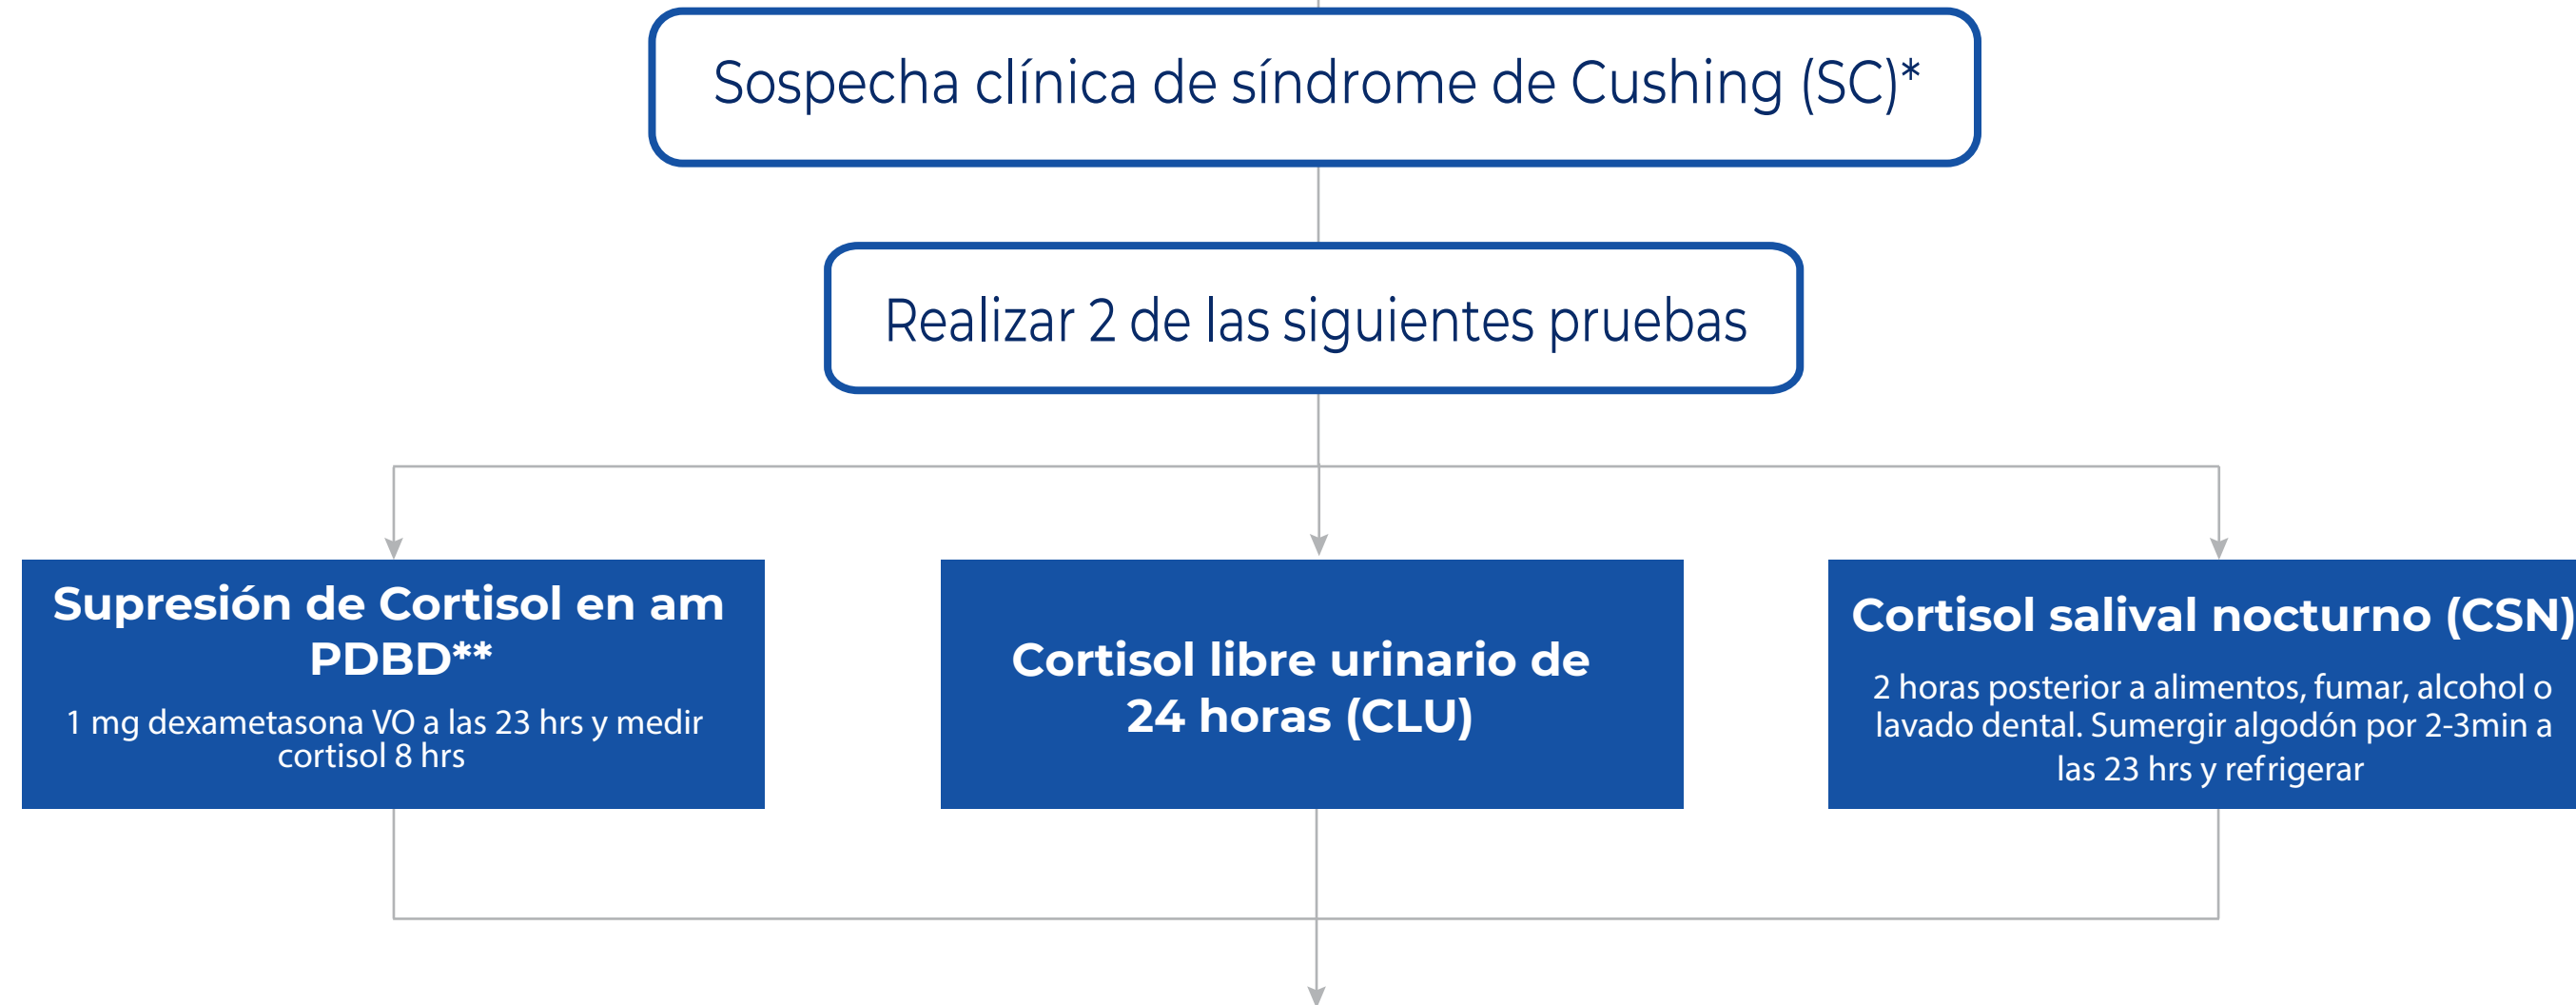 Sospecha clínica de síndrome de Cushing (SC)*
Realizar 2 de las siguientes pruebas
Supresión de Cortisol en am
PDBD**
1 mg dexametasona VO a las 23 hrs y medir
cortisol 8 hrs
Cortisol libre urinario de
24 horas (CLU)
Cortisol salival nocturno (CSN)
2 horas posterior a alimentos, fumar, alcohol o
lavado dental. Sumergir algodón por 2-3min a
las 23 hrs y refrigerar